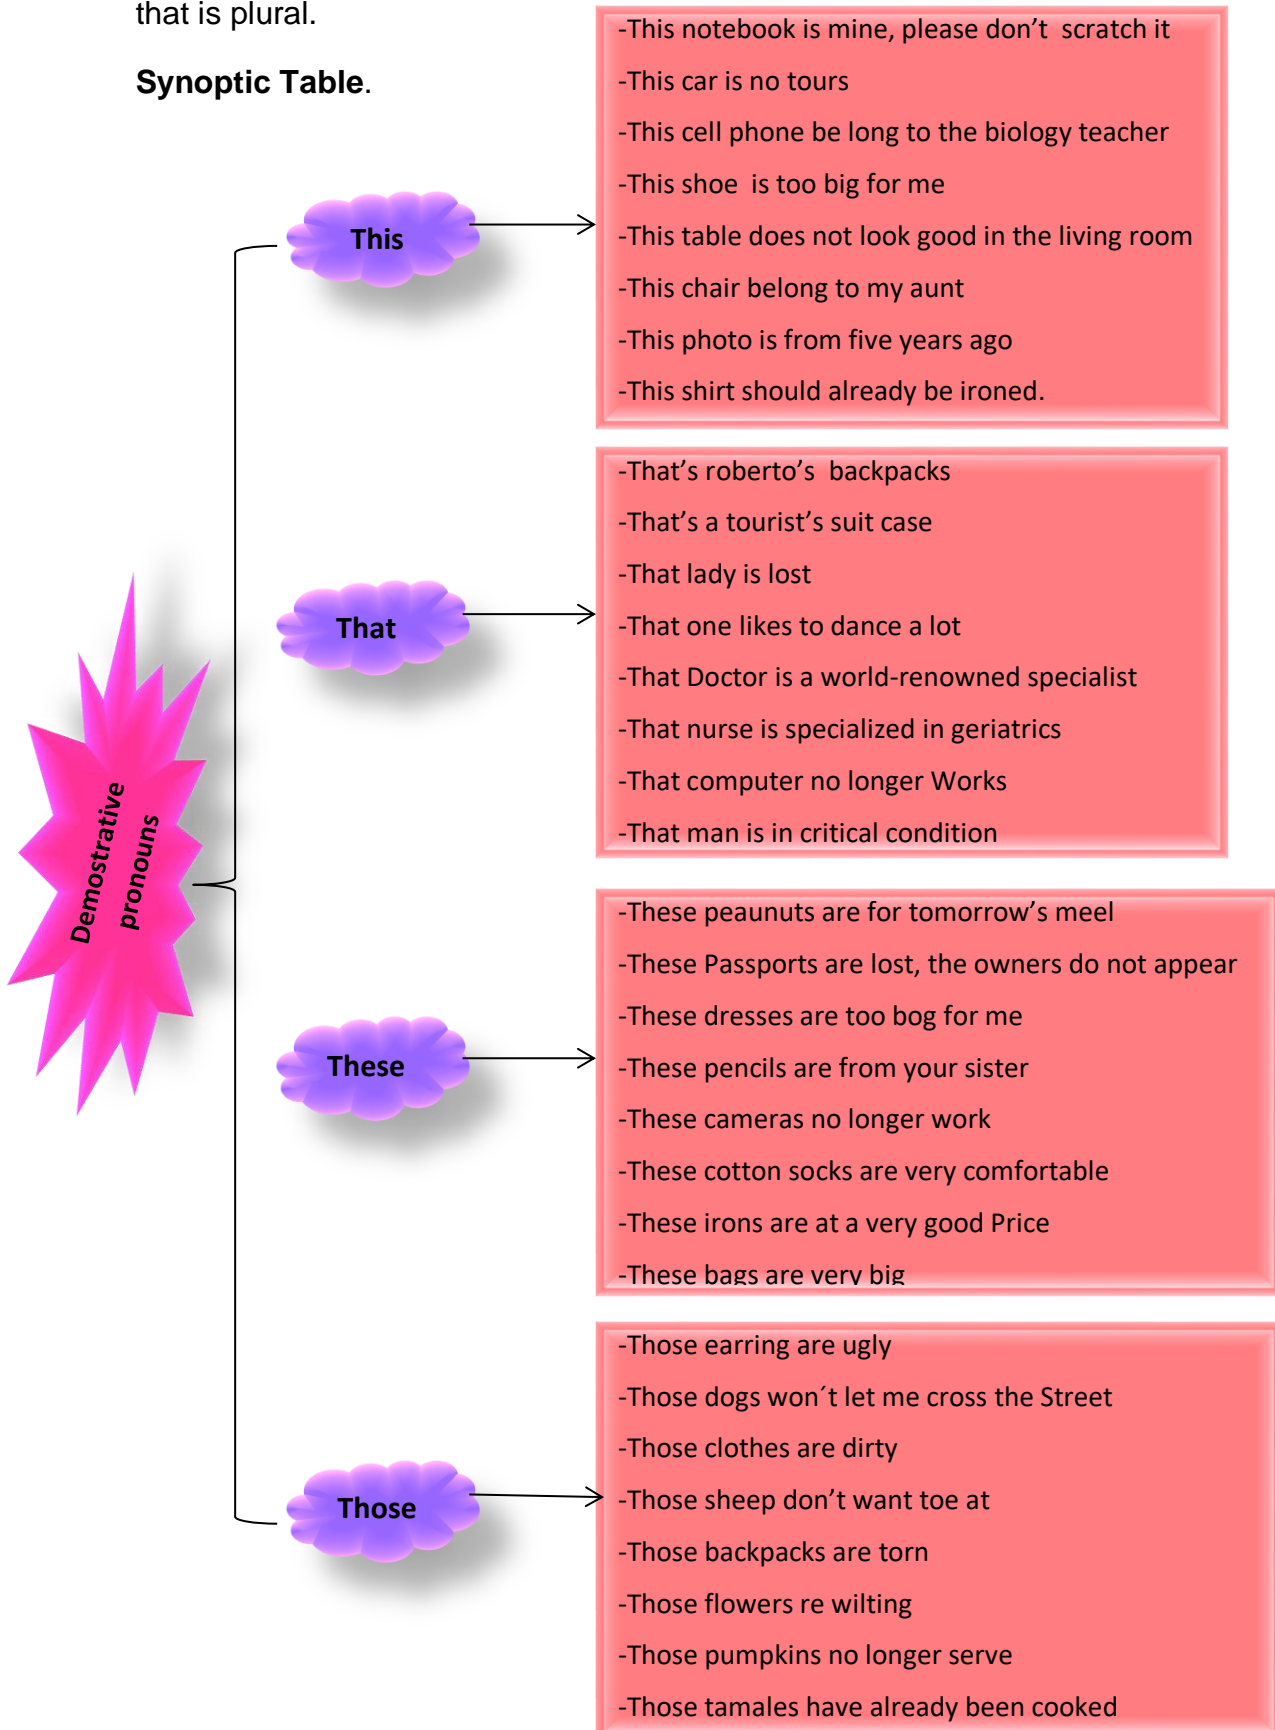 that is plural.
Synoptic Table.
Demostrative
pronouns
This
-This notebook is mine, please don’t scratch it
-This car is no tours
-This cell phone be long to the biology teacher
-This shoe is too big for me
-This table does not look good in the living room
-This chair belong to my aunt
-This photo is from five years ago
-This shirt should already be ironed.
That
-That’s roberto’s backpacks
-That’s a tourist’s suit case
-That lady is lost
-That one likes to dance a lot
-That Doctor is a world-renowned specialist
-That nurse is specialized in geriatrics
-That computer no longer Works
-That man is in critical condition
These
-These peaunuts are for tomorrow’s meel
-These Passports are lost, the owners do not appear
-These dresses are too bog for me
-These pencils are from your sister
-These cameras no longer work
-These cotton socks are very comfortable
-These irons are at a very good Price
-These bags are very big
Those
-Those earring are ugly
-Those dogs won´t let me cross the Street
-Those clothes are dirty
-Those sheep don’t want toe at
-Those backpacks are torn
-Those flowers re wilting
-Those pumpkins no longer serve
-Those tamales have already been cooked